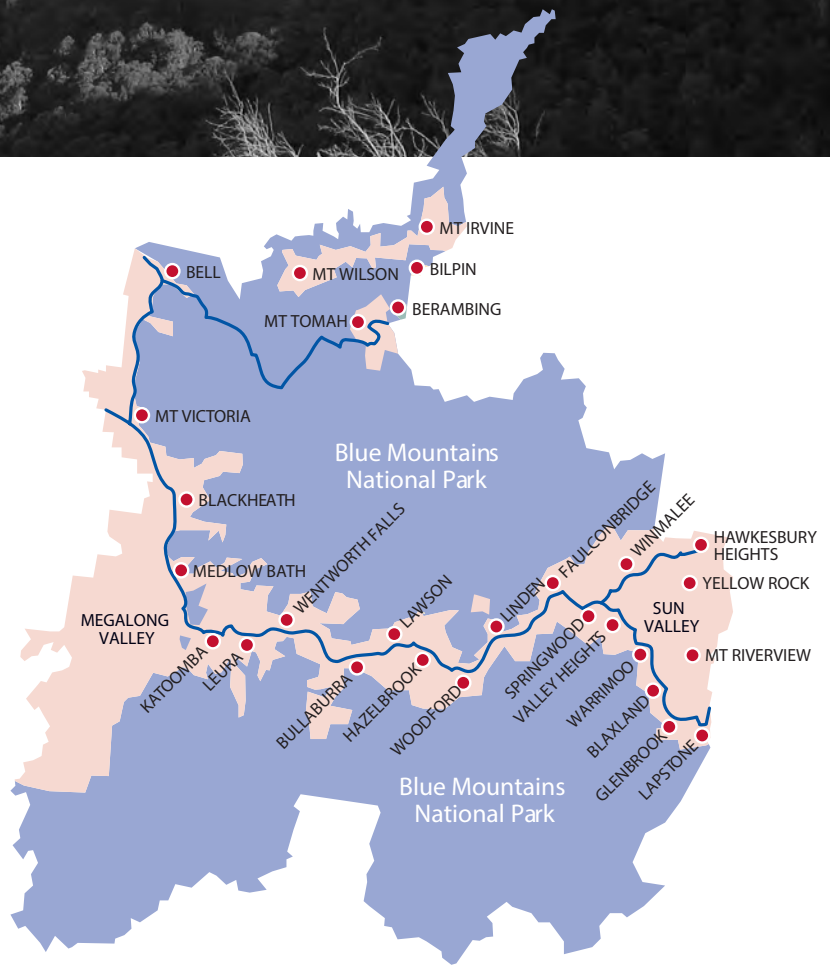 MT IRVINE
BELL
MT WILSON
BILPIN
MT TOMAH
BERAMBING
MT VICTORIA
Blue Mountains
National Park
BLACKHEATH
WENTWORTH FALLS
FAULCONBRIDGE
WINMALEE
HAWKESBURY
HEIGHTS
MEDLOW BATH
YELLOW ROCK
LAWSON
LINDEN
MEGALONG
VALLEY
SUN
VALLEY
KATOOMBA
LEURA
BULLABURRA
HAZELBROOK
WOODFORD
SPRINGWOOD
VALLEY HEIGHTS
MT RIVERVIEW
WARRIMOO
BLAXLAND
GLENBROOK
LAPSTONE
Blue Mountains
National Park